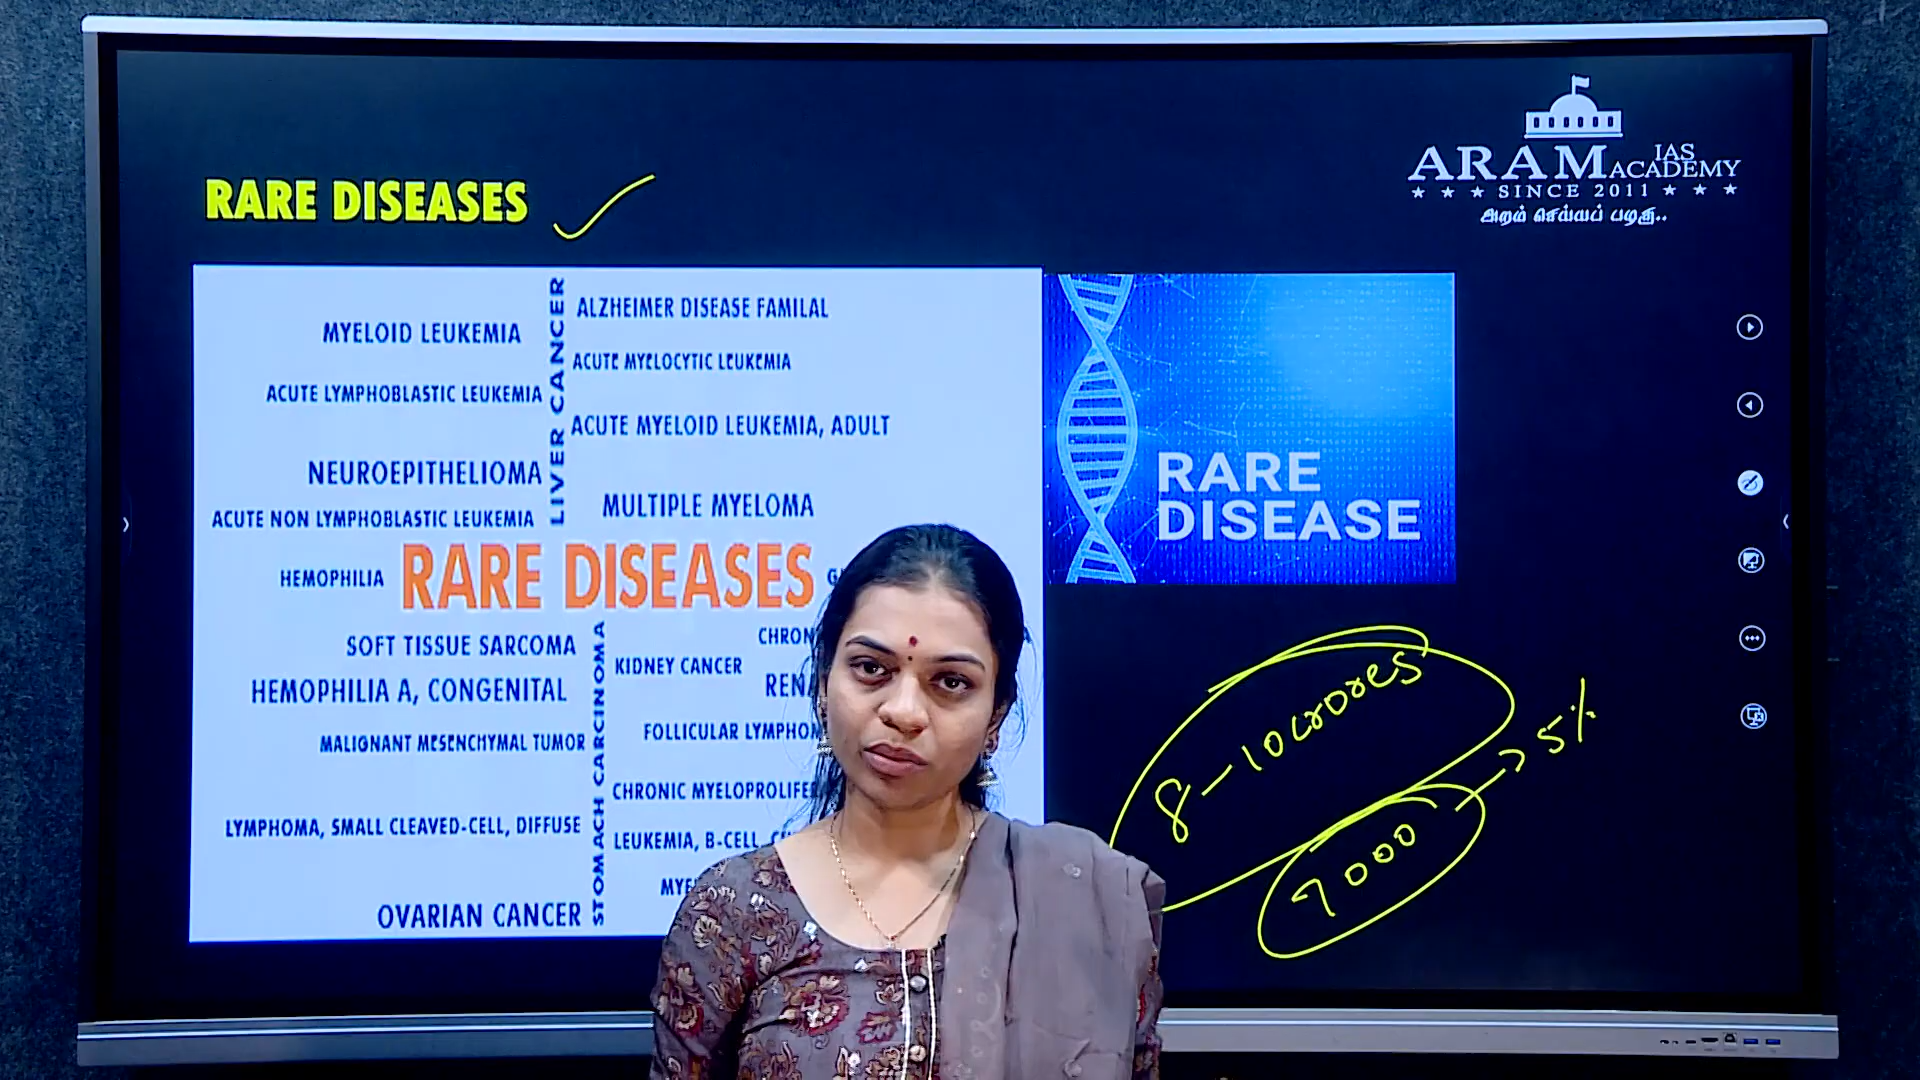 RARE DISEASES
ARAM IAS ACADEMY
SINCE 2011
அறம் செய்யப் பழகு..
LIVER CANCER
ALZHEIMER DISEASE FAMILAL
MYELOID LEUKEMIA
ACUTE MYELOCYTIC LEUKEMIA
ACUTE LYMPHOBLASTIC LEUKEMIA
ACUTE MYELOID LEUKEMIA, ADULT
NEUROEPITHELIOMA
MULTIPLE MYELOMA
ACUTE NON LYMPHOBLASTIC LEUKEMIA
HEMOPHILIA
RARE DISEASES
SOFT TISSUE SARCOMA
STOMACH CARCINOMA
KIDNEY CANCER
HEMOPHILIA A, CONGENITAL
MALIGNANT MESENCHYMAL TUMOR
FOLLICULAR LYMPHOM
CHRONIC MYELOPROLIFE
LYMPHOMA, SMALL CLEAVED-CELL, DIFFUSE
LEUKEMIA, B-CELL,
OVARIAN CANCER
RARE
DISEASE
8-10 crores
7000 → 5%